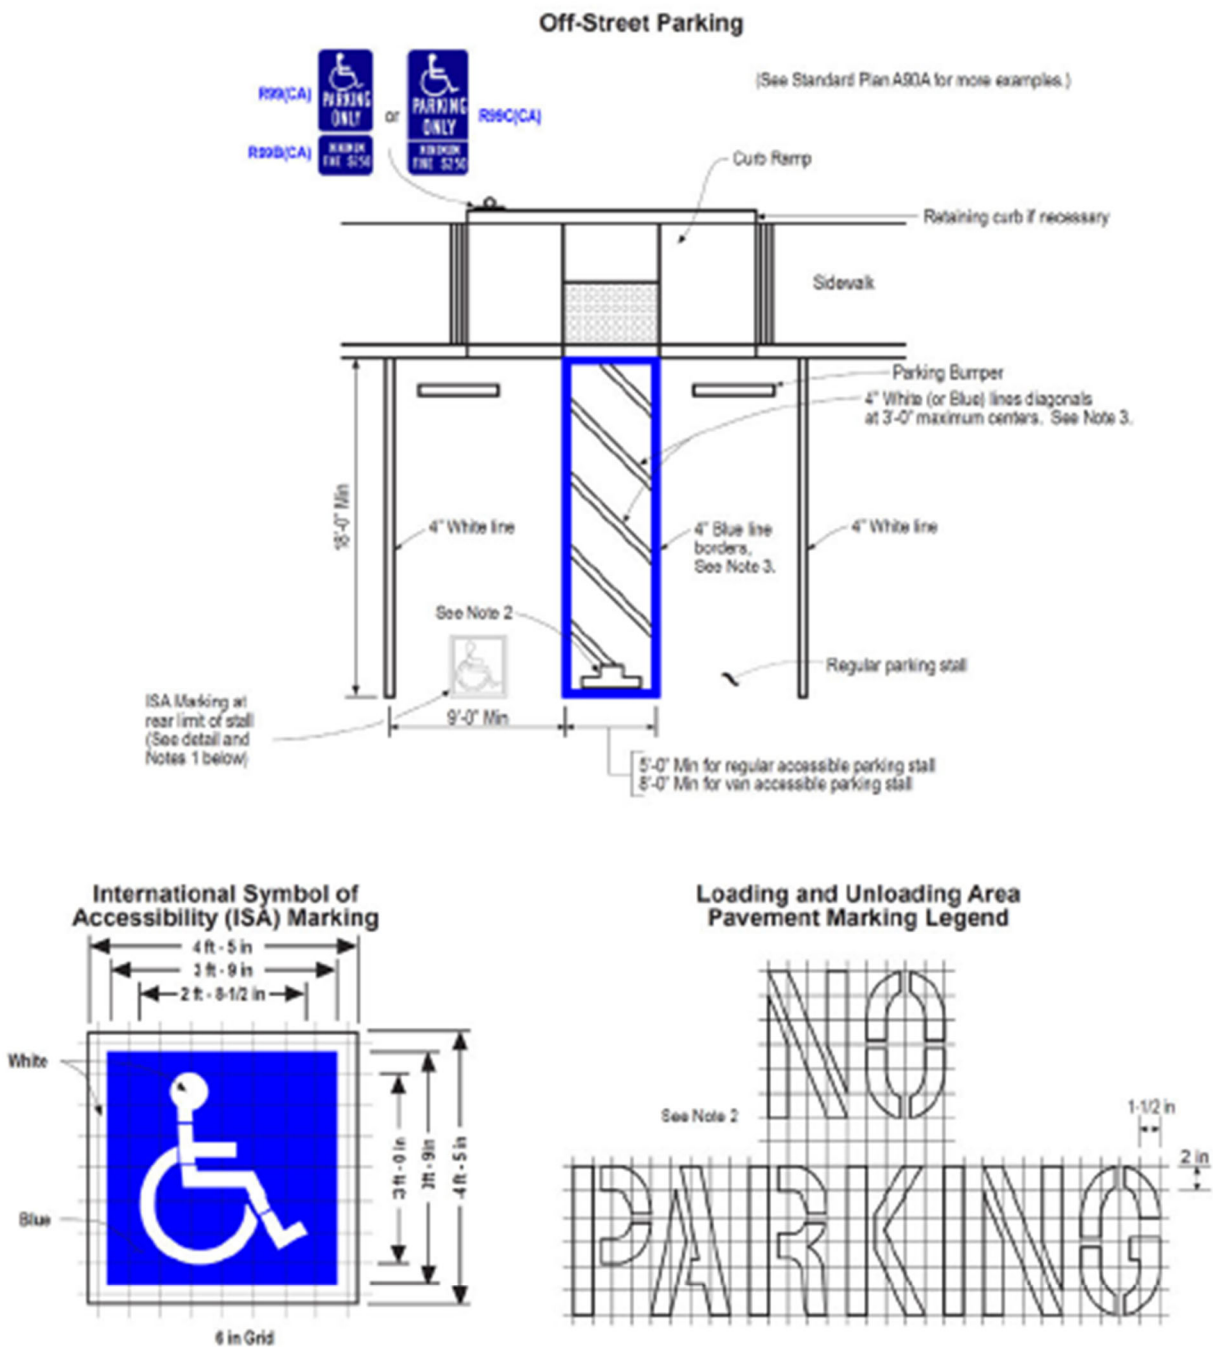 Off-Street Parking
R99(CA)
PARKING
ONLY
or
PARKING
ONLY
R99C(CA)
R99B(CA)
MINIMUM
FINE $250
MINIMUM
FINE $250
(See Standard Plan A90A for more examples.)
Curb Ramp
Retaining curb if necessary
Sidewalk
Parking Bumper
4" White (or Blue) lines diagonals
at 3'-0" maximum centers. See Note 3.
18'-0" Min
4" White line
4" Blue line
borders.
See Note 3.
4" White line
See Note 2
Regular parking stall
ISA Marking at
rear limit of stall
(See detail and
Notes 1 below)
9'-0" Min
5'-0" Min for regular accessible parking stall
8'-0" Min for van accessible parking stall
International Symbol of
Accessibility (ISA) Marking
4 ft - 5 in
3 ft - 9 in
2 ft - 8-1/2 in
White
Blue
3 ft - 0 in
3 ft - 9 in
4 ft - 5 in
6 in Grid
Loading and Unloading Area
Pavement Marking Legend
NO
See Note 2
1-1/2 in
2 in
PARKING